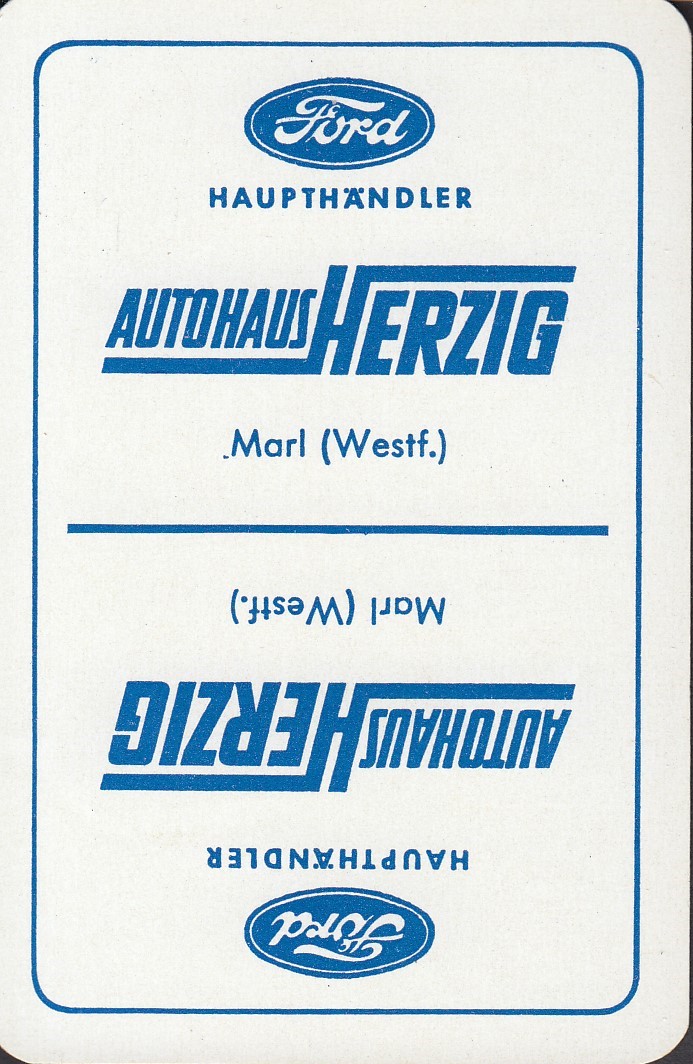 Ford
HAUPTHÄNDLER
AUTOHAUS HERZIG
Marl (Westf.)
Marl (Westf.)
AUTOHAUS HERZIG
HAUPTHÄNDLER
Ford